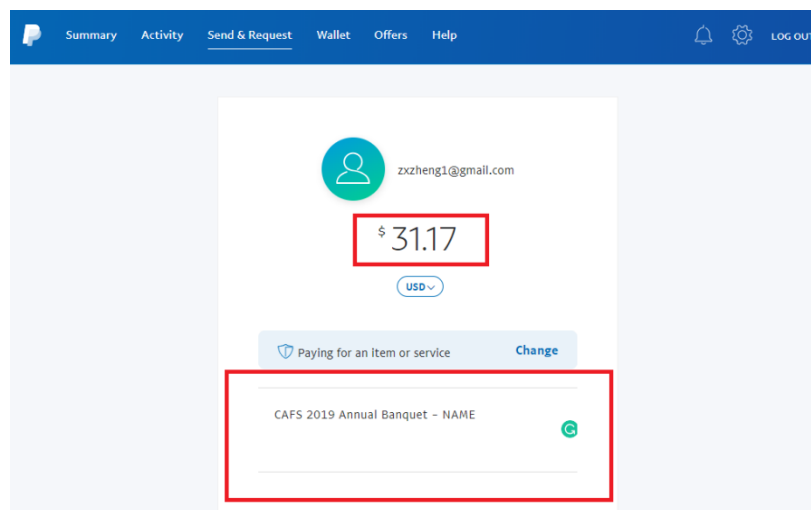 Summary Activity Send & Request Wallet Offers Help LOG OUT
zxzheng1@gmail.com
$ 31.17
USD
Paying for an item or service Change
CAFS 2019 Annual Banquet – NAME